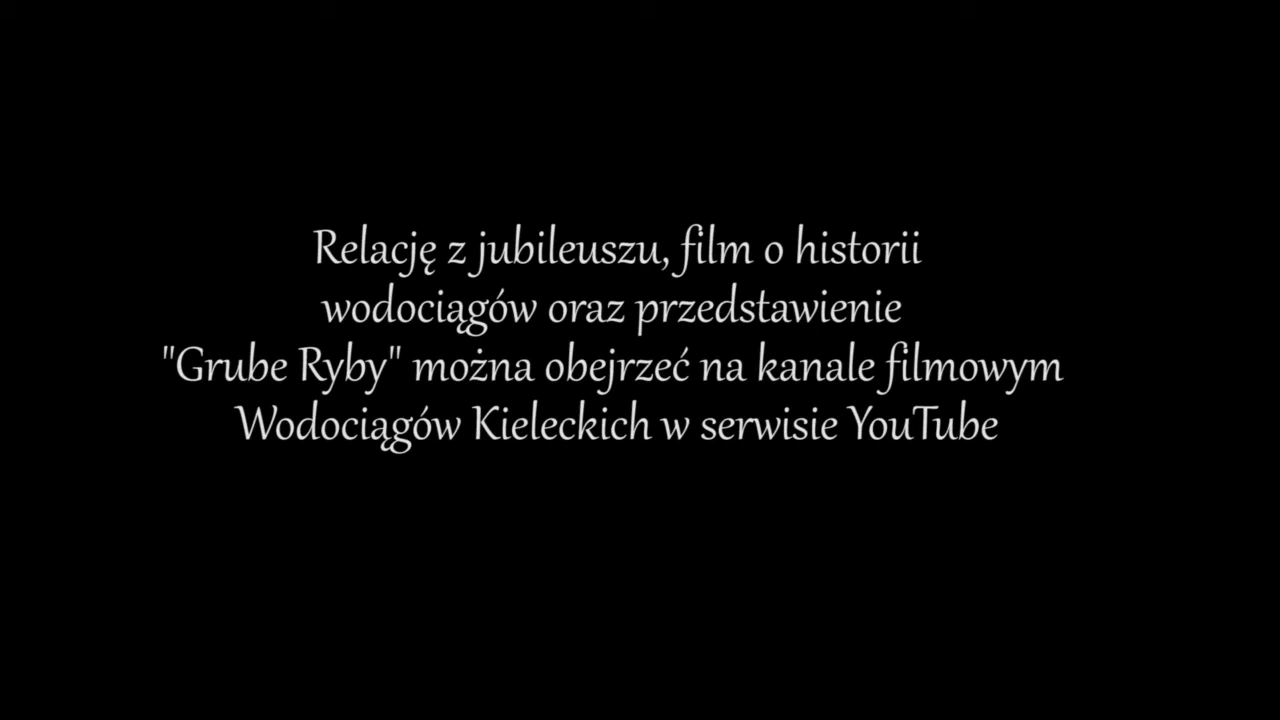 Relację z jubileuszu, film o historii
wodociągów oraz przedstawienie
"Grube Ryby" można obejrzeć na kanale filmowym
Wodociągów Kieleckich w serwisie YouTube